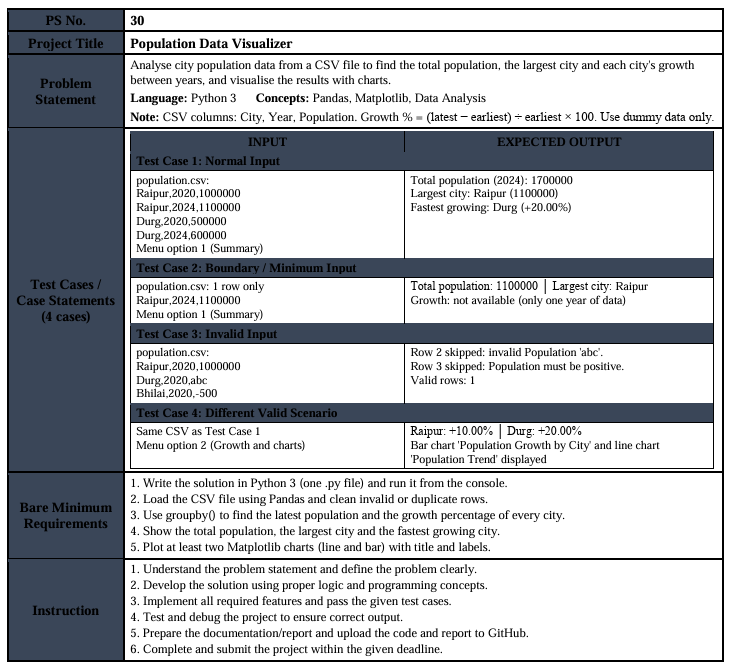 PS No.
30
Project Title
Population Data Visualizer
Problem
Statement
Analyse city population data from a CSV file to find the total population, the largest city and each city's growth
between years, and visualise the results with charts.
Language: Python 3 Concepts: Pandas, Matplotlib, Data Analysis
Note: CSV columns: City, Year, Population. Growth % = (latest − earliest) ÷ earliest × 100. Use dummy data only.
Test Cases /
Case Statements
(4 cases)
INPUT
EXPECTED OUTPUT
Test Case 1: Normal Input
population.csv:
Raipur,2020,1000000
Raipur,2024,1100000
Durg,2020,500000
Durg,2024,600000
Menu option 1 (Summary)
Total population (2024): 1700000
Largest city: Raipur (1100000)
Fastest growing: Durg (+20.00%)
Test Case 2: Boundary / Minimum Input
population.csv: 1 row only
Raipur,2024,1100000
Menu option 1 (Summary)
Total population: 1100000 │ Largest city: Raipur
Growth: not available (only one year of data)
Test Case 3: Invalid Input
population.csv:
Raipur,2020,1000000
Durg,2020,abc
Bhilai,2020,-500
Row 2 skipped: invalid Population 'abc'.
Row 3 skipped: Population must be positive.
Valid rows: 1
Test Case 4: Different Valid Scenario
Same CSV as Test Case 1
Menu option 2 (Growth and charts)
Raipur: +10.00% │ Durg: +20.00%
Bar chart 'Population Growth by City' and line chart
'Population Trend' displayed
Bare Minimum
Requirements
1. Write the solution in Python 3 (one .py file) and run it from the console.
2. Load the CSV file using Pandas and clean invalid or duplicate rows.
3. Use groupby() to find the latest population and the growth percentage of every city.
4. Show the total population, the largest city and the fastest growing city.
5. Plot at least two Matplotlib charts (line and bar) with title and labels.
Instruction
1. Understand the problem statement and define the problem clearly.
2. Develop the solution using proper logic and programming concepts.
3. Implement all required features and pass the given test cases.
4. Test and debug the project to ensure correct output.
5. Prepare the documentation/report and upload the code and report to GitHub.
6. Complete and submit the project within the given deadline.